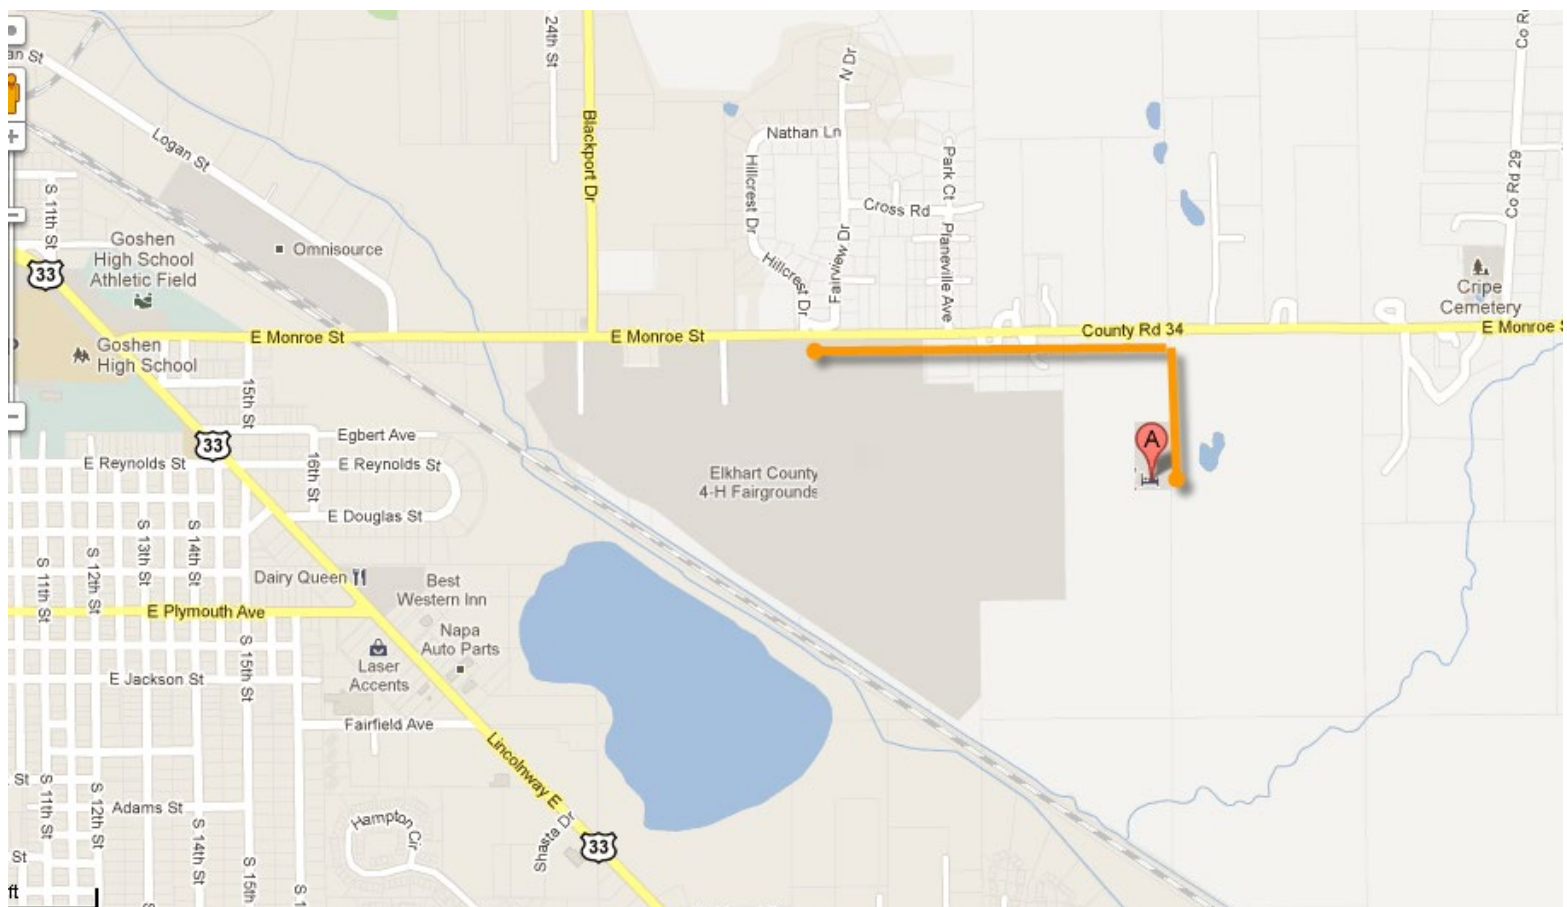 24th St
Blackport Dr
N Dr
Nathan Ln
Hillcrest Dr
Park Ct
Cross Rd
Fairview Dr
Planeville Ave
Hillcrest Dr
Co Rd 29
Logan St
S 11th St
Goshen
High School
Athletic Field
Omnisource
33
Cripe
Cemetery
E Monroe St
E Monroe St
County Rd 34
E Monroe S
Goshen
High School
15th St
33
Egbert Ave
E Reynolds St
16th St
E Reynolds St
A
Elkhart County
4-H Fairgrounds
E Douglas St
S 11th St
S 12th St
S 13th St
S 14th St
Dairy Queen
Best
Western Inn
E Plymouth Ave
Napa
Auto Parts
S 15th St
Laser
Accents
E Jackson St
Fairfield Ave
Lincolnway E
St
S 11th St
S 12th St
Adams St
S 14th St
Hampton Cir
Shasta Dr
33
St
S 15th
S 1
ft